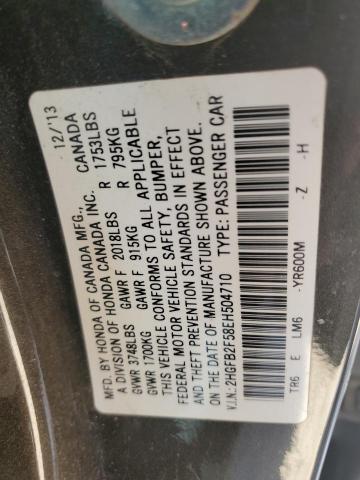 MFD. BY HONDA OF CANADA MFG., 12/'13
A DIVISION OF HONDA CANADA INC. CANADA
GVWR 3748LBS GAWR F 2018LBS R 1753LBS
GVWR 1700KG GAWR F 915KG R 795KG
THIS VEHICLE CONFORMS TO ALL APPLICABLE
FEDERAL MOTOR VEHICLE SAFETY, BUMPER,
AND THEFT PREVENTION STANDARDS IN EFFECT
ON THE DATE OF MANUFACTURE SHOWN ABOVE.
V.I.N.: 2HGFB2F58EH504710 TYPE: PASSENGER CAR
TR6 E LM6 -YR600M -Z -H